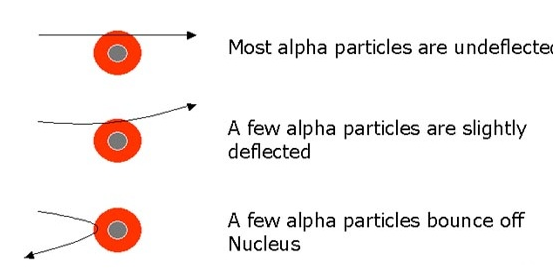 Most alpha particles are undeflected
A few alpha particles are slightly
deflected
A few alpha particles bounce off
Nucleus